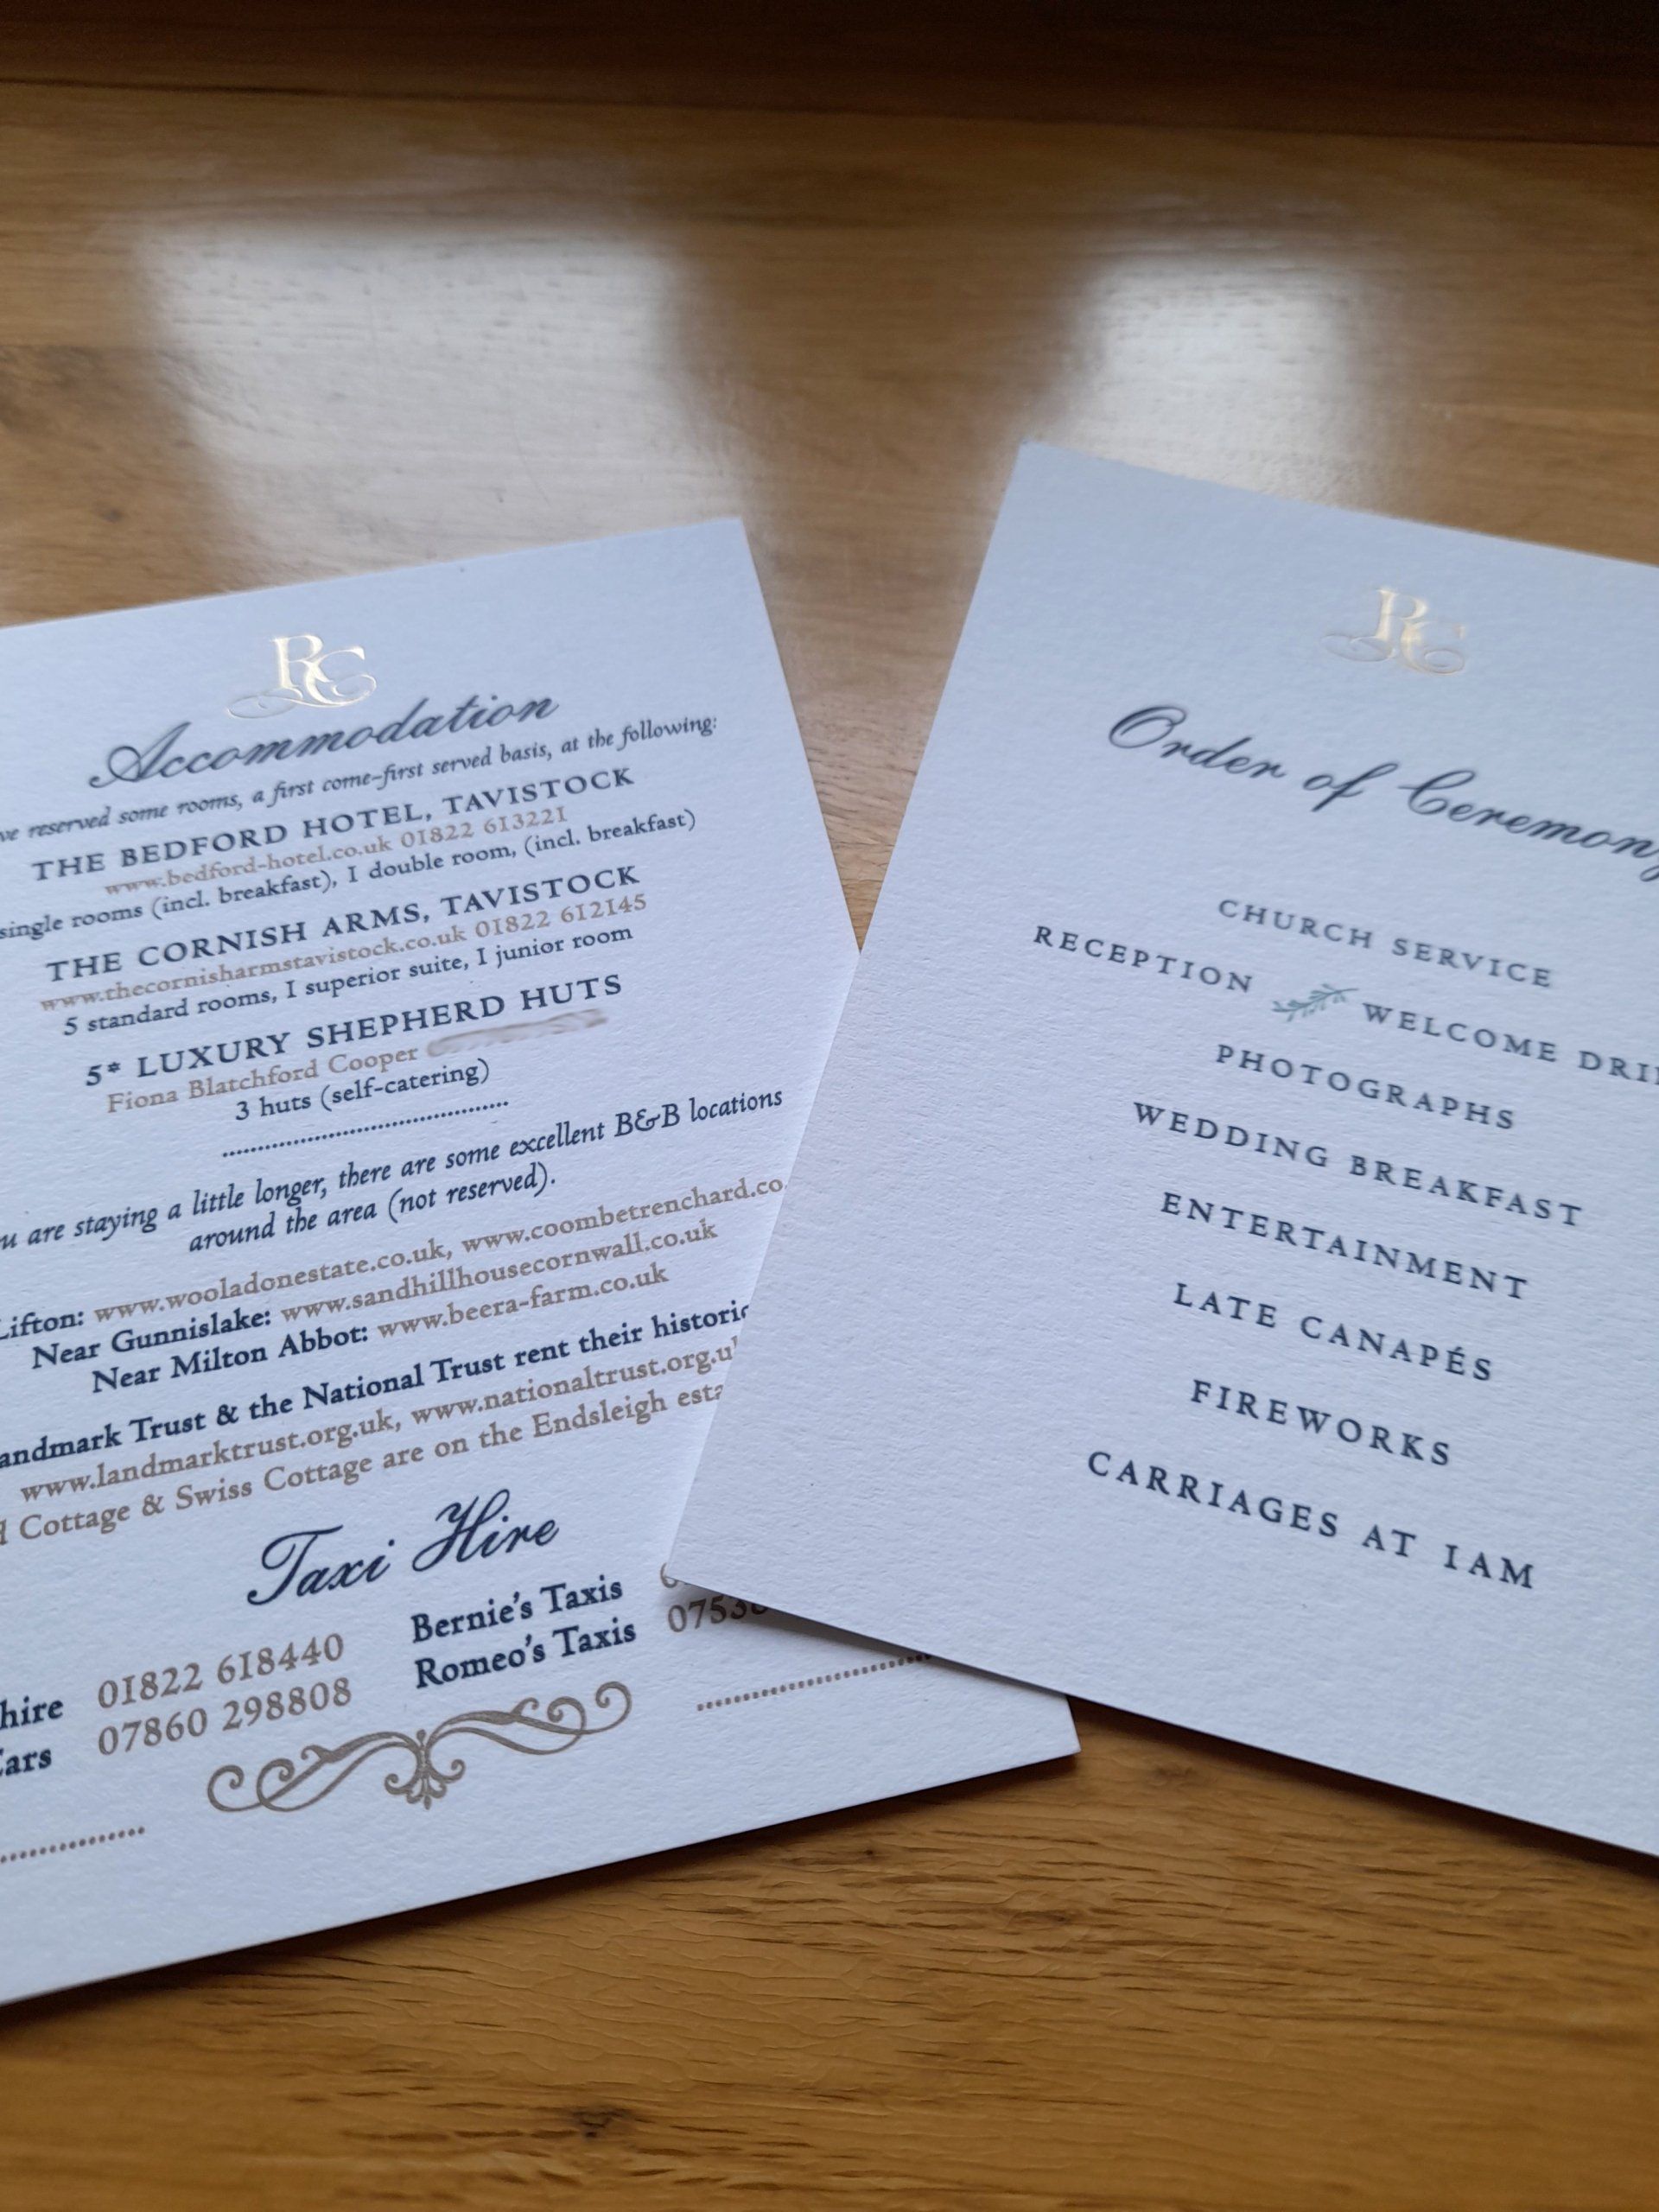 RC
Accommodation
reserved some rooms, a first come-first served basis, at the following:
THE BEDFORD HOTEL, TAVISTOCK
www.bedford-hotel.co.uk 01822 613221
single rooms (incl. breakfast), 1 double room, (incl. breakfast)
THE CORNISH ARMS, TAVISTOCK
www.thecornisharmstavistock.co.uk 01822 612145
5 standard rooms, 1 superior suite, 1 junior room
5* LUXURY SHEPHERD HUTS
Fiona Blatchford Cooper
3 huts (self-catering)
are staying a little longer, there are some excellent B&B locations
around the area (not reserved).
Lifton: www.wooladonestate.co.uk, www.coombetrenchard.co.
Near Gunnislake: www.sandhillhousecornwall.co.uk
Near Milton Abbot: www.beera-farm.co.uk
Trust & the National Trust rent their historic
www.landmarktrust.org.uk, www.nationaltrust.org.u
Cottage & Swiss Cottage are on the Endsleigh
Taxi Hire
hire 01822 618440 Bernie's Taxis
Cars 07860 298808 Romeo's Taxis
RC
Order of Ceremony
CHURCH SERVICE
RECEPTION WELCOME
PHOTOGRAPHS
WEDDING BREAKFAST
ENTERTAINMENT
LATE CANAPÉS
FIREWORKS
CARRIAGES AT 1AM